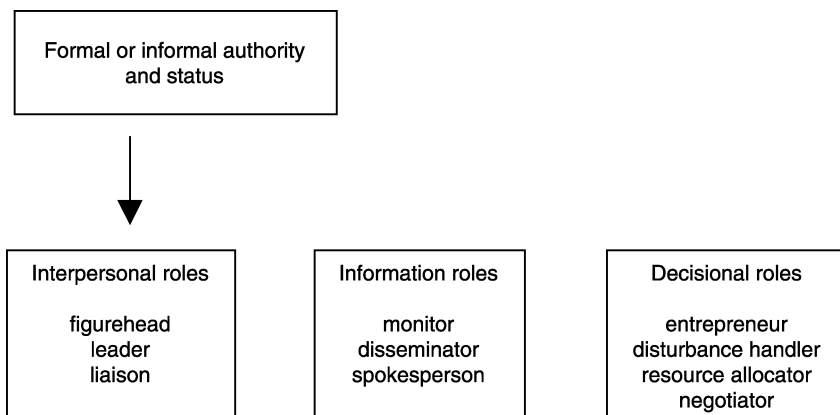 Formal or informal authority
and status
Interpersonal roles
figurehead
leader
liaison
Information roles
monitor
disseminator
spokesperson
Decisional roles
entrepreneur
disturbance handler
resource allocator
negotiator